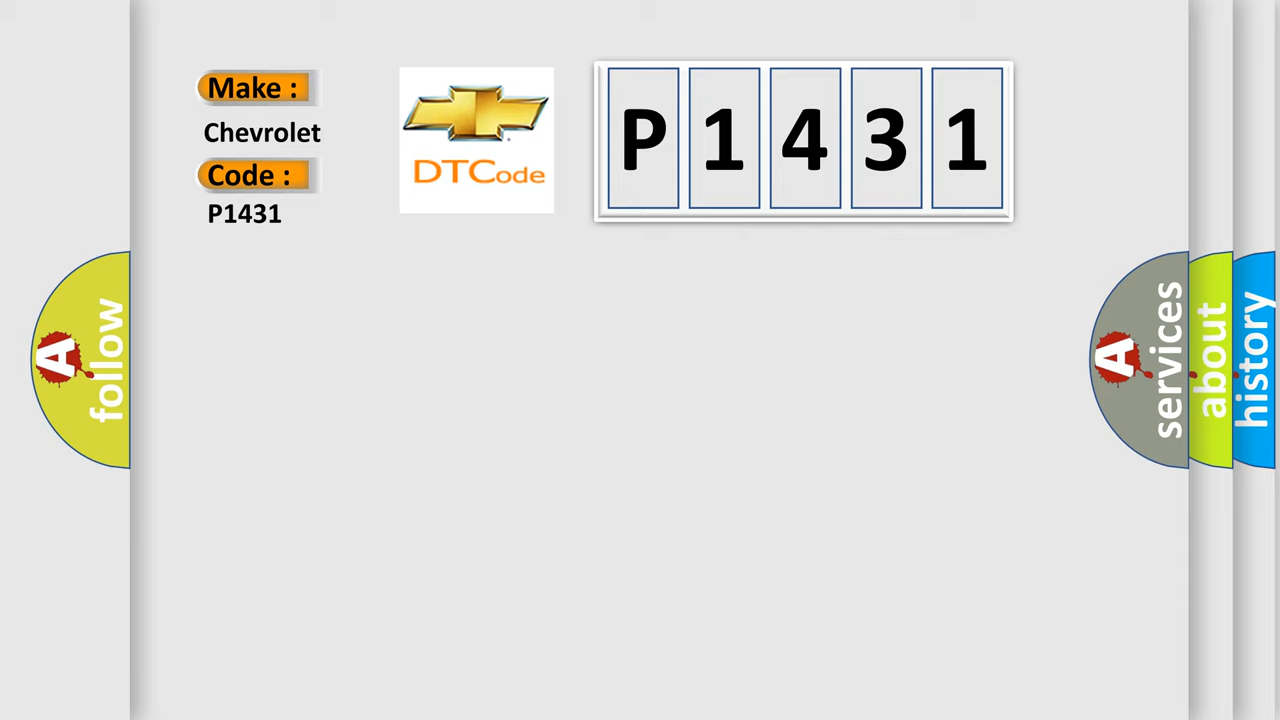 Make :
Chevrolet
Code :
P1431
DTCode
P 1 4 3 1
A follow
A services
about
history